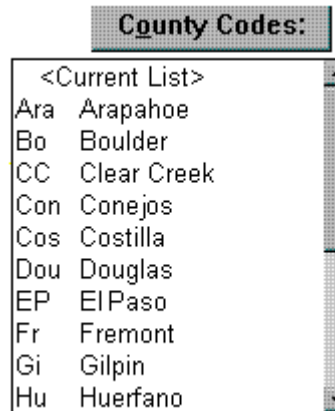 County Codes:
<Current List>
Ara Arapahoe
Bo Boulder
CC Clear Creek
Con Conejos
Cos Costilla
Dou Douglas
EP El Paso
Fr Fremont
Gi Gilpin
Hu Huerfano